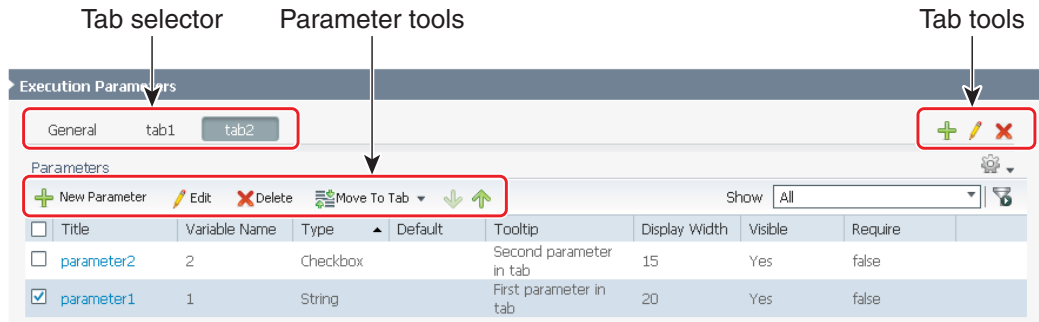 Tab selector Parameter tools Tab tools
Execution Parameters
General tab1 tab2
Parameters
New Parameter Edit Delete Move To Tab Show All
Title Variable Name Type Default Tooltip Display Width Visible Require
parameter2 2 Checkbox Second parameter in tab 15 Yes false
parameter1 1 String First parameter in tab 20 Yes false